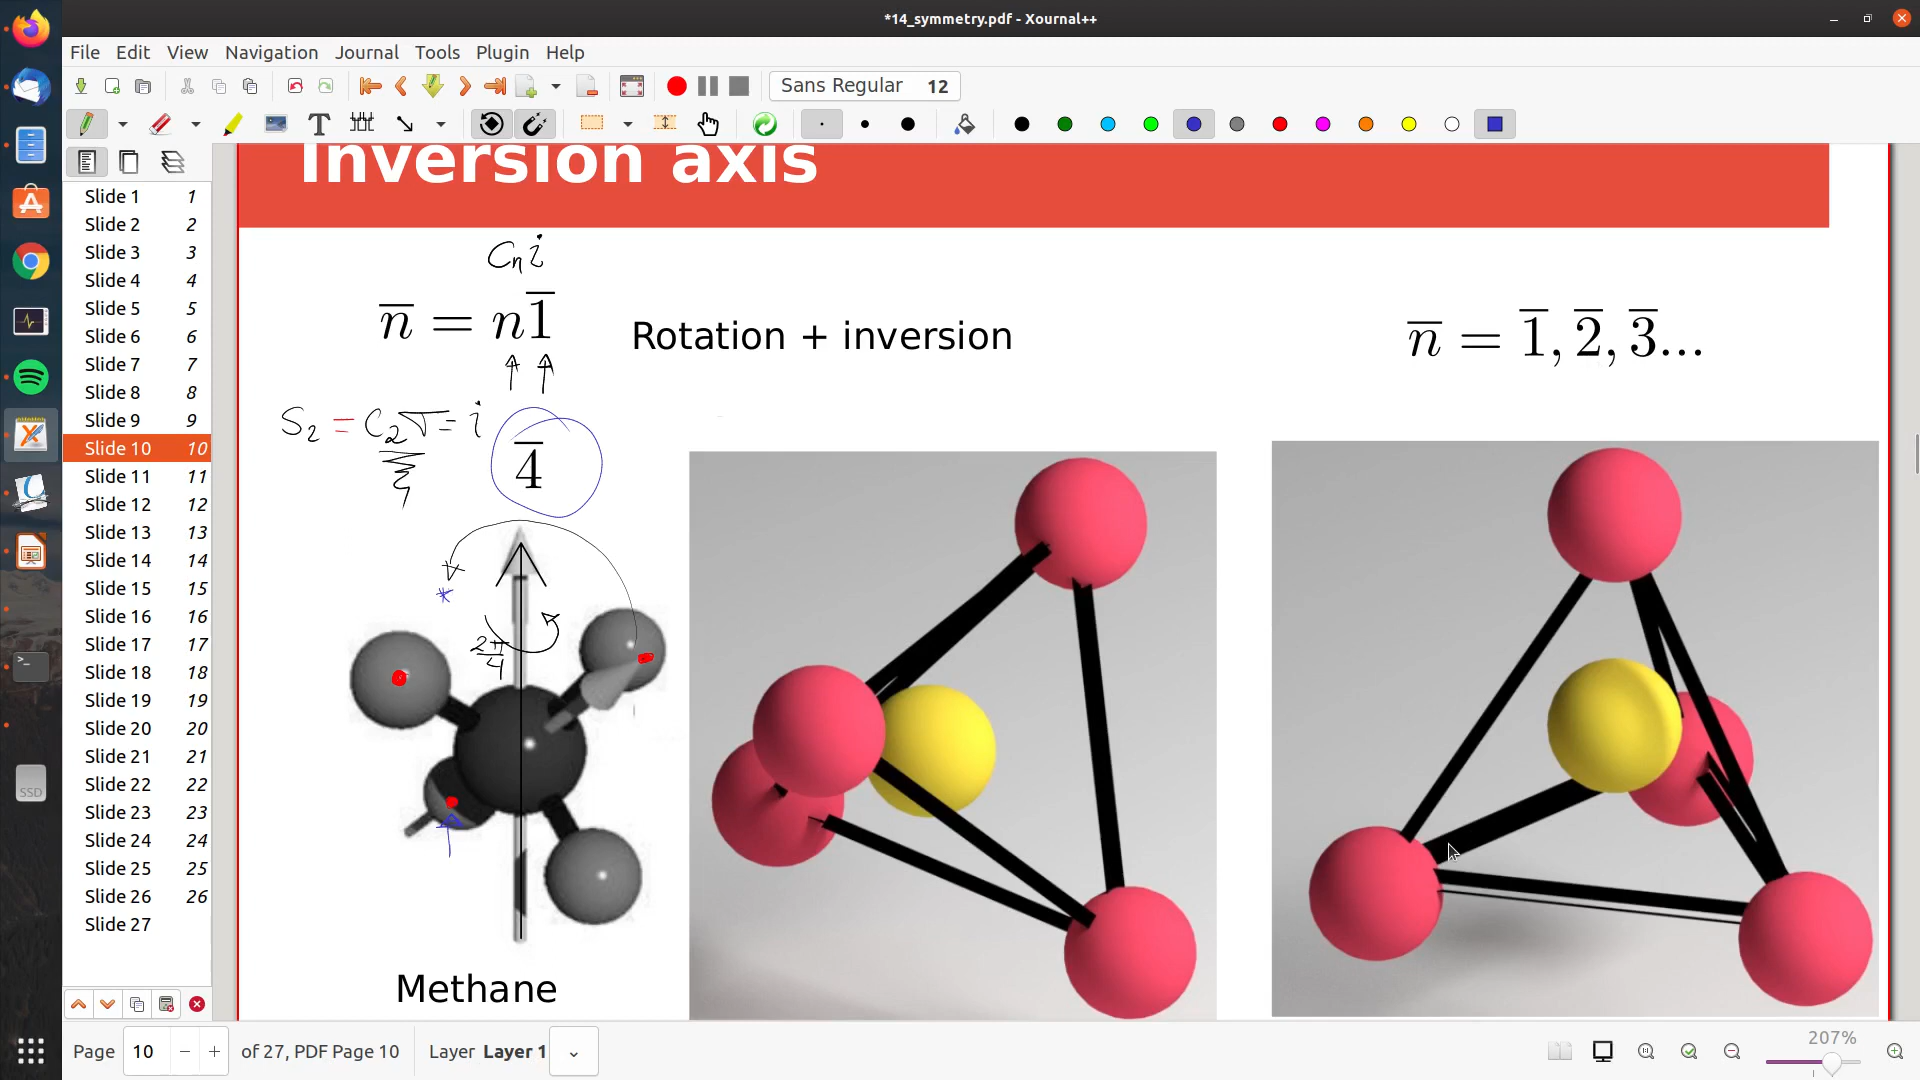 *14_symmetry.pdf - Xournal++
File Edit View Navigation Journal Tools Plugin Help
Sans Regular 12
Slide 1 1
Slide 2 2
Slide 3 3
Slide 4 4
Slide 5 5
Slide 6 6
Slide 7 7
Slide 8 8
Slide 9 9
Slide 10 10
Slide 11 11
Slide 12 12
Slide 13 13
Slide 14 14
Slide 15 15
Slide 16 16
Slide 17 17
Slide 18 18
Slide 19 19
Slide 20 20
Slide 21 21
Slide 22 22
Slide 23 23
Slide 24 24
Slide 25 25
Slide 26 26
Slide 27
SSD
Inversion axis
Cₙ i
n̅ = n1̅
Rotation + inversion
n̅ = 1̅, 2̅, 3̅...
S₂ = C₂σ = i
4̅
2π/4
Methane
Page 10 − + of 27, PDF Page 10 Layer Layer 1
207%